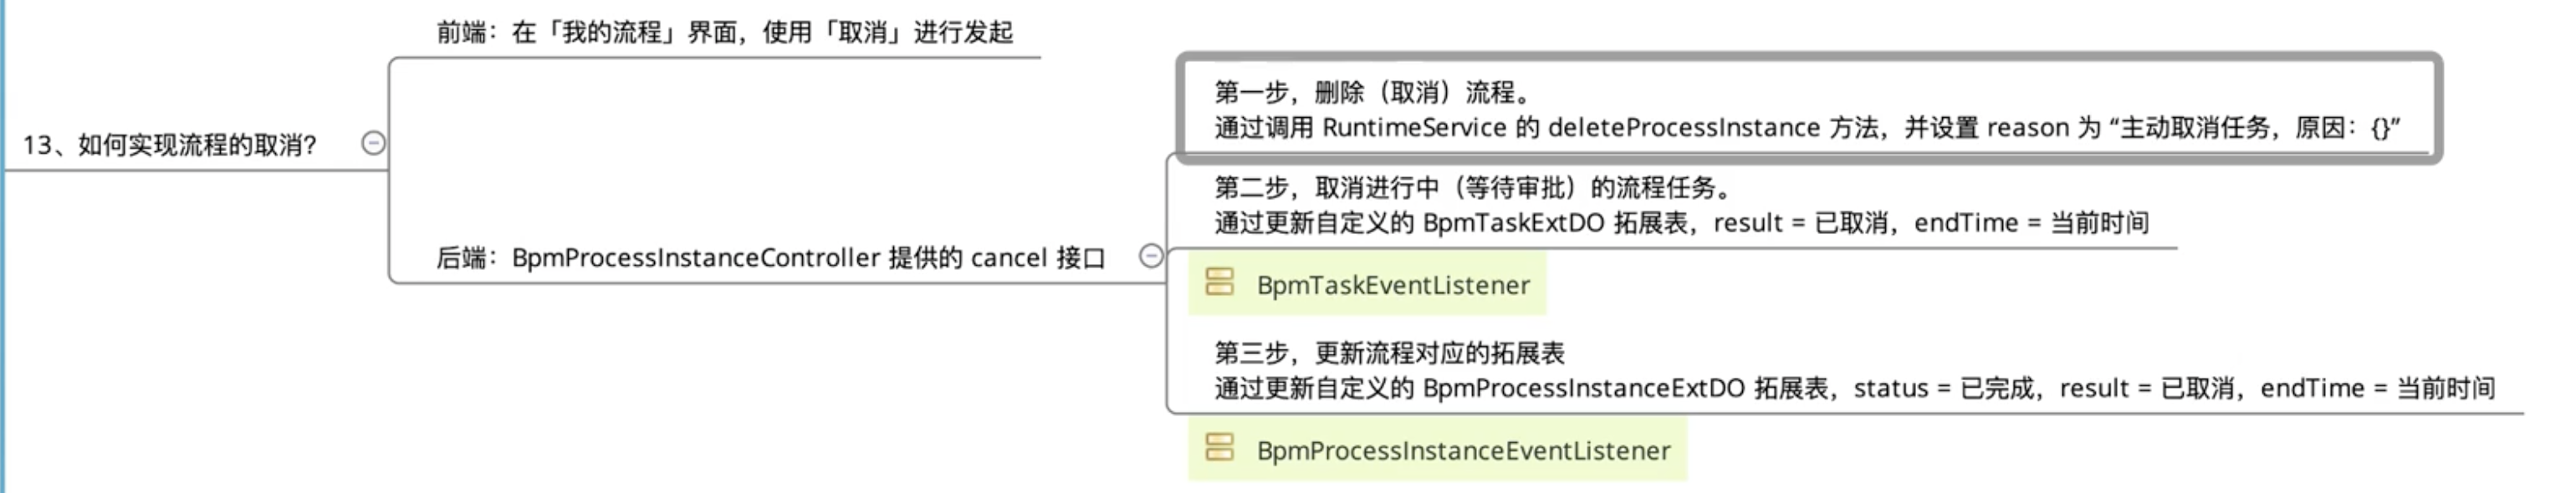 13、如何实现流程的取消？
前端：在「我的流程」界面，使用「取消」进行发起
后端：BpmProcessInstanceController 提供的 cancel 接口
第一步，删除（取消）流程。
通过调用 RuntimeService 的 deleteProcessInstance 方法，并设置 reason 为 “主动取消任务，原因：{}”
第二步，取消进行中（等待审批）的流程任务。
通过更新自定义的 BpmTaskExtDO 拓展表，result = 已取消，endTime = 当前时间
BpmTaskEventListener
第三步，更新流程对应的拓展表
通过更新自定义的 BpmProcessInstanceExtDO 拓展表，status = 已完成，result = 已取消，endTime = 当前时间
BpmProcessInstanceEventListener